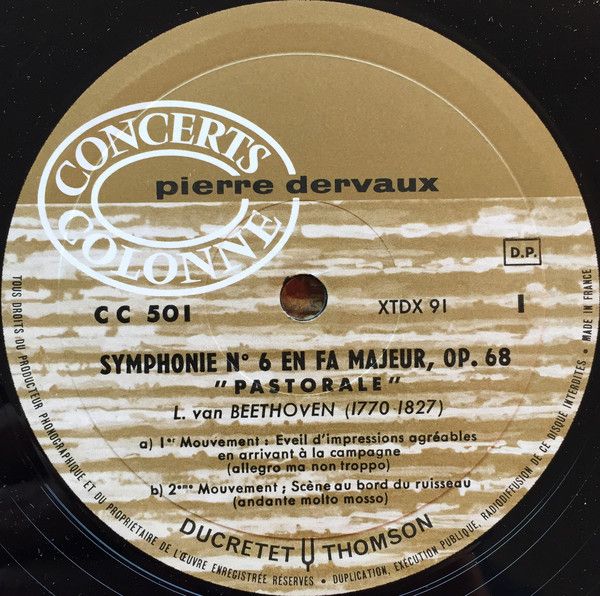 CONCERTS
COLONNE
pierre dervaux
D.P.
CC 501
XTDX 91
1
SYMPHONIE N° 6 EN FA MAJEUR, OP. 68
"PASTORALE"
L. van BEETHOVEN (1770 1827)
a) 1er Mouvement : Eveil d'impressions agréables
en arrivant à la campagne
(allegro ma non troppo)
b) 2eme Mouvement ; Scène au bord du ruisseau
(andante molto mosso)
DUCRETET THOMSON
TOUS DROITS DU PRODUCTEUR PHONOGRAPHIQUE ET DU PROPRIETAIRE DE L'ŒUVRE ENREGISTRÉE RÉSERVÉS • DUPLICATION, EXÉCUTION PUBLIQUE, RADIODIFFUSION DE CE DISQUE INTERDITES • MADE IN FRANCE